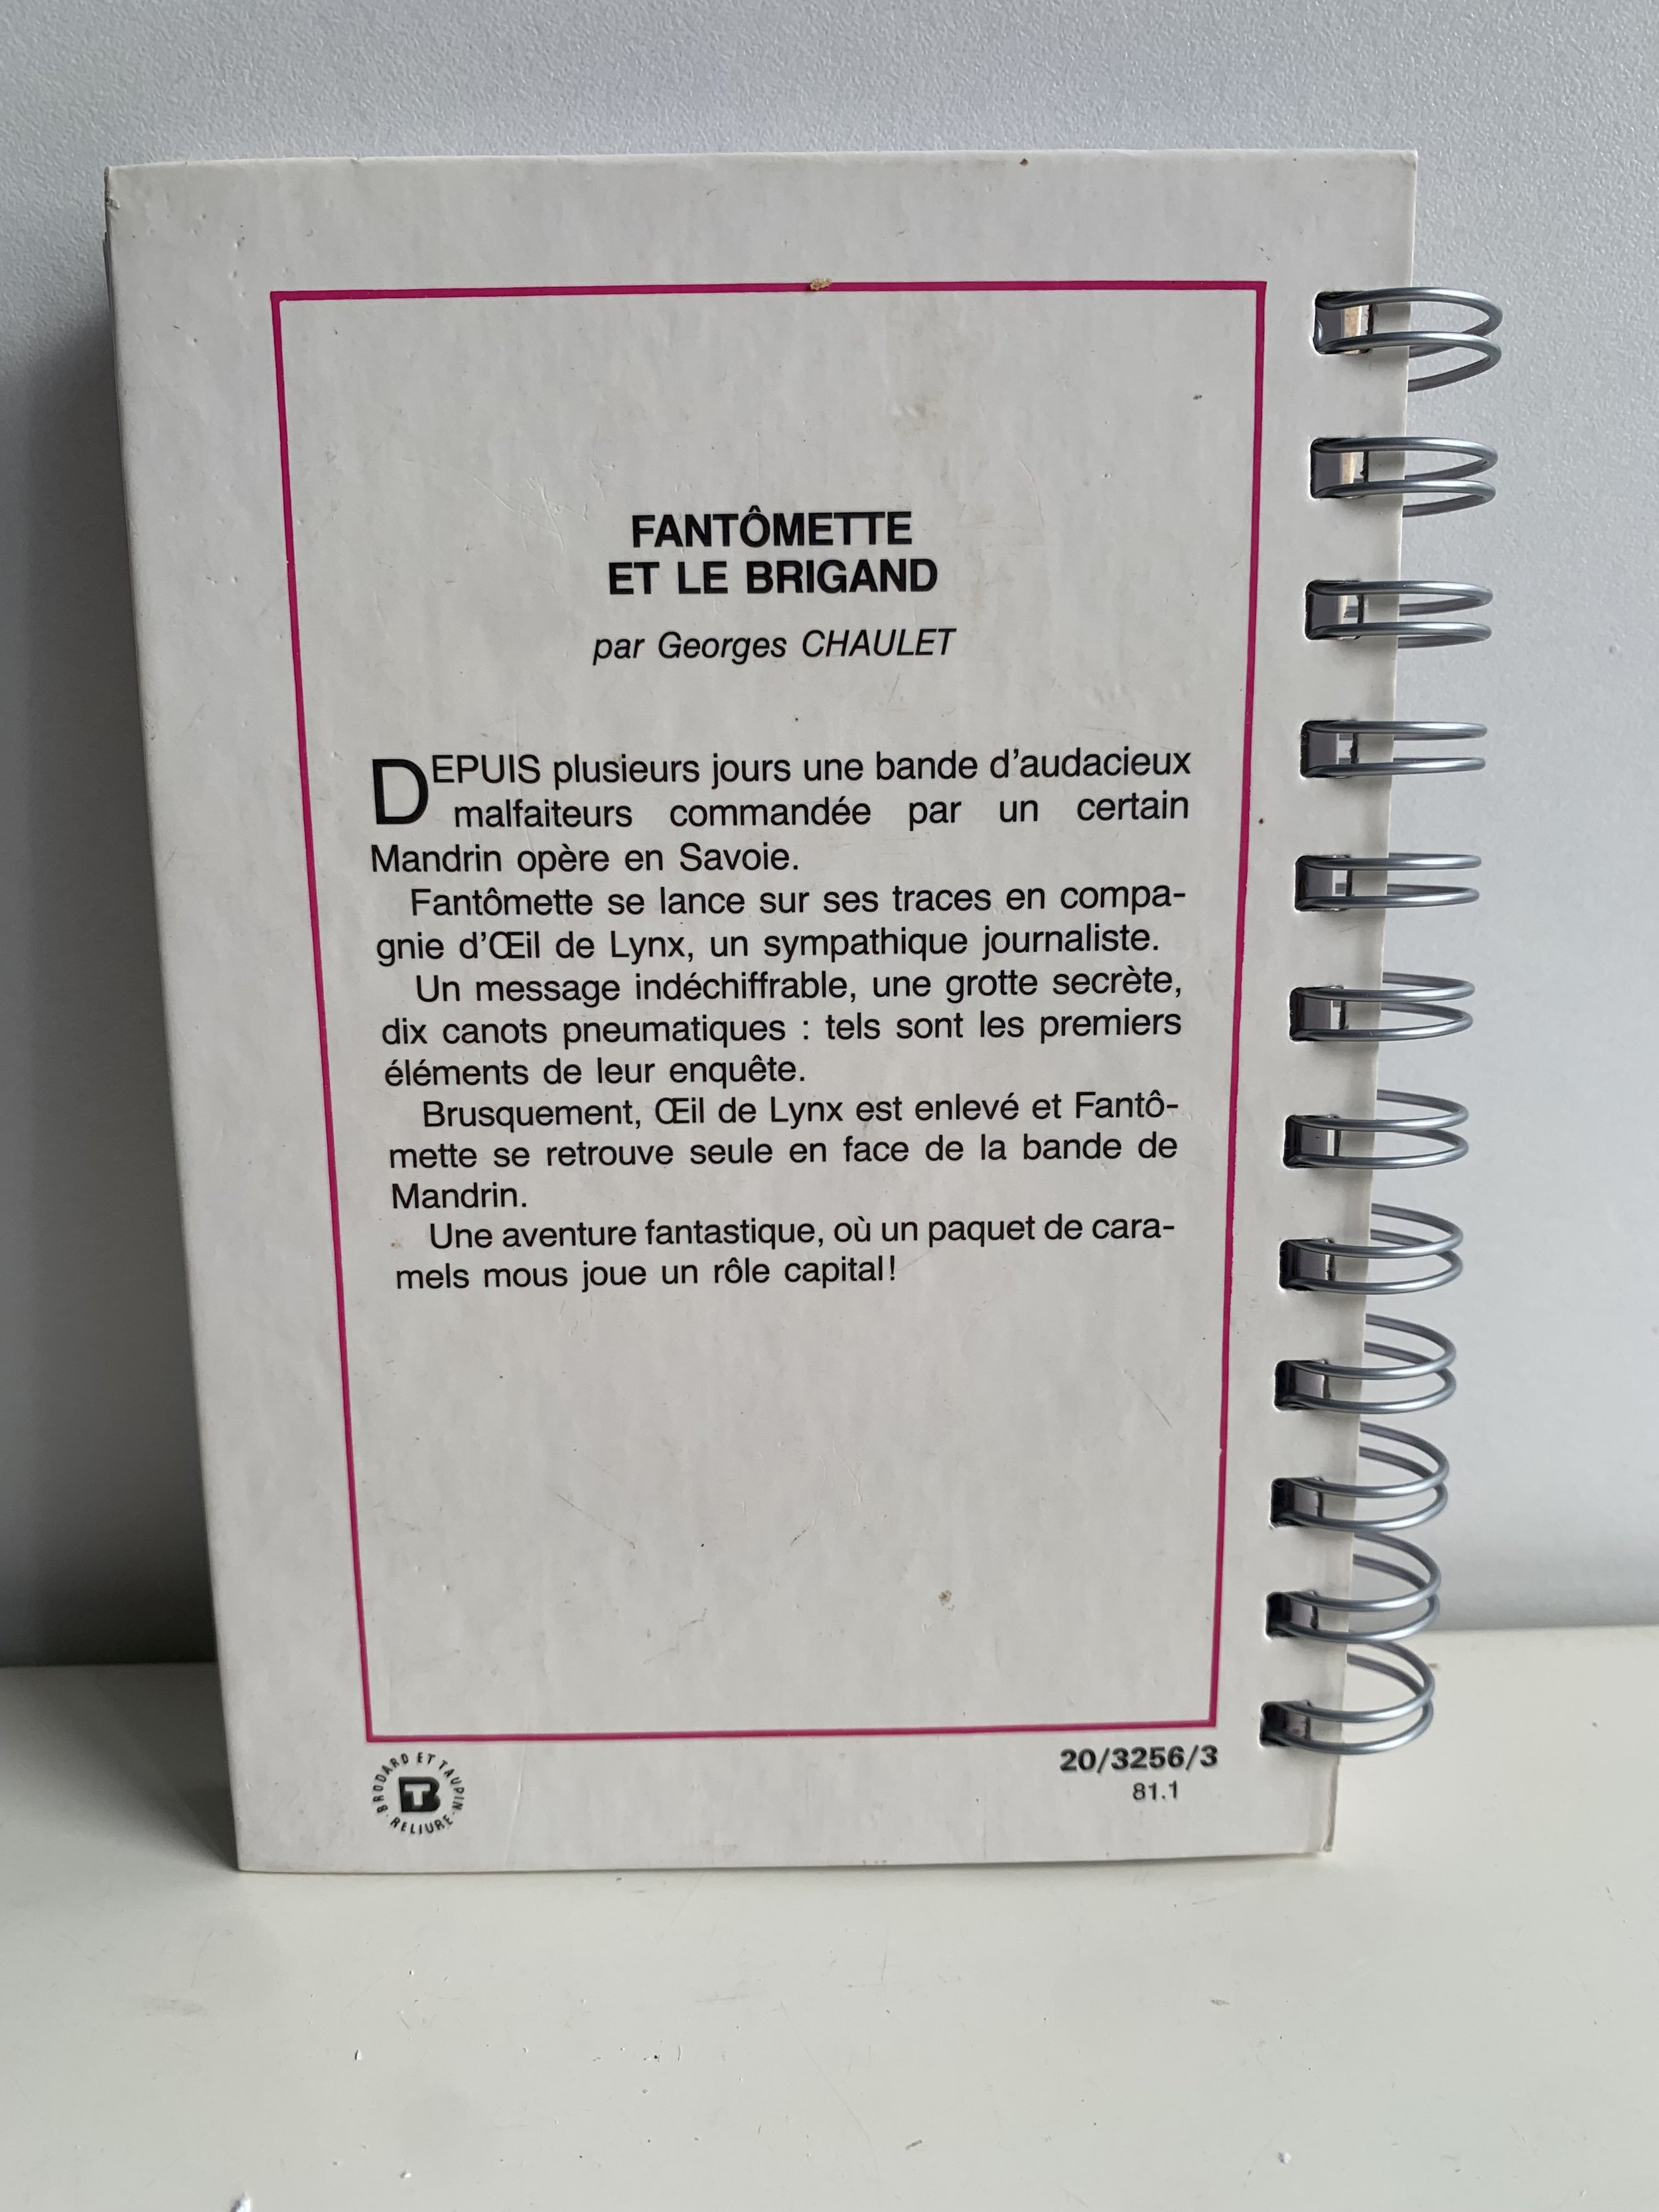 FANTÔMETTE
ET LE BRIGAND
par Georges CHAULET
DEPUIS plusieurs jours une bande d'audacieux
malfaiteurs commandée par un certain
Mandrin opère en Savoie.
Fantômette se lance sur ses traces en compa-
gnie d'Œil de Lynx, un sympathique journaliste.
Un message indéchiffrable, une grotte secrète,
dix canots pneumatiques : tels sont les premiers
éléments de leur enquête.
Brusquement, Œil de Lynx est enlevé et Fantô-
mette se retrouve seule en face de la bande de
Mandrin.
Une aventure fantastique, où un paquet de cara-
mels mous joue un rôle capital!
BRODARD ET TAUPIN
TB
RELIURE
20/3256/3
81.1